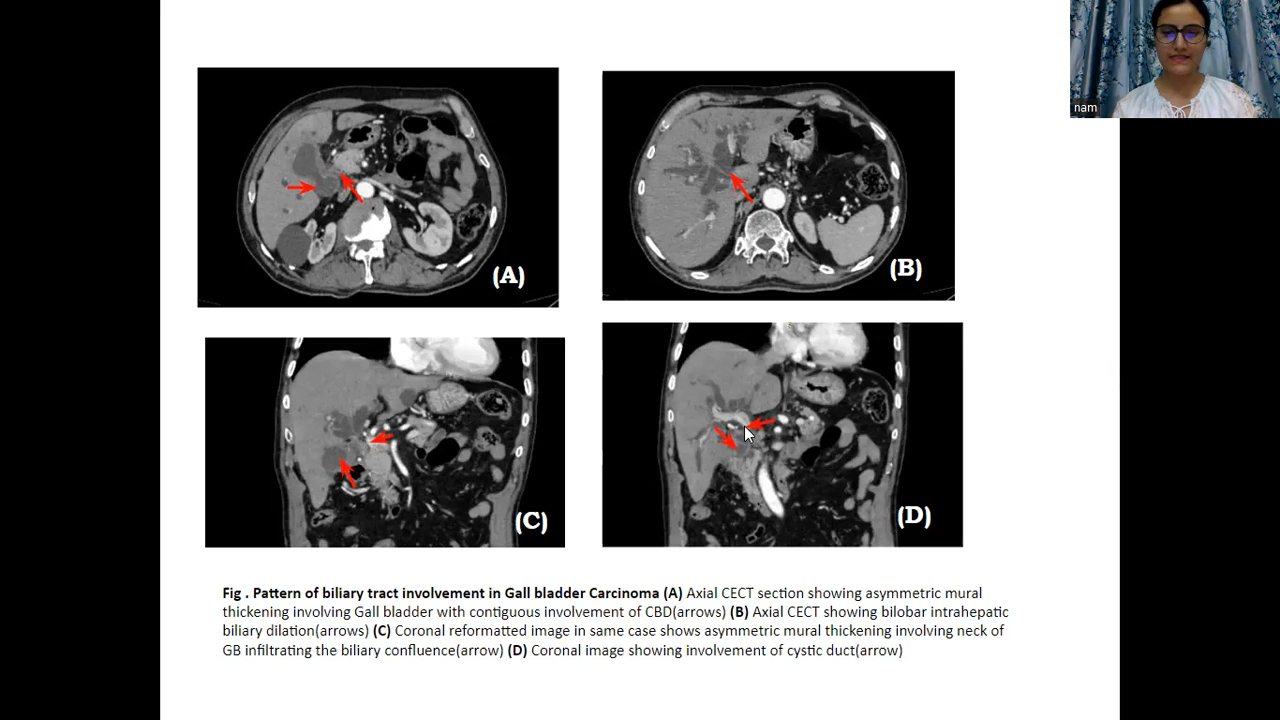 nam
(A)
(B)
(C)
(D)
Fig . Pattern of biliary tract involvement in Gall bladder Carcinoma (A) Axial CECT section showing asymmetric mural
thickening involving Gall bladder with contiguous involvement of CBD(arrows) (B) Axial CECT showing bilobar intrahepatic
biliary dilation(arrows) (C) Coronal reformatted image in same case shows asymmetric mural thickening involving neck of
GB infiltrating the biliary confluence(arrow) (D) Coronal image showing involvement of cystic duct(arrow)